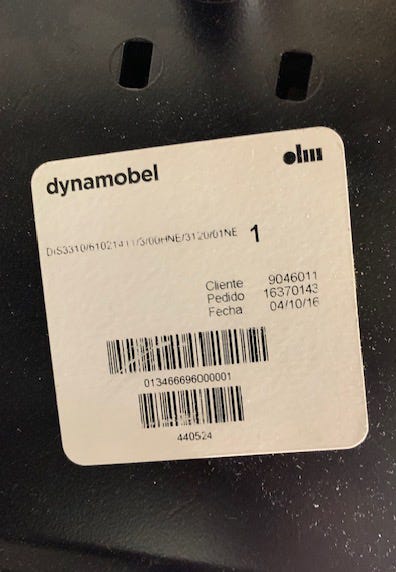 dynamobel
DIS3310/61021411/3/00HNE/3120/01NE 1
Cliente 9046011
Pedido 16370143
Fecha 04/10/16
013466696000001
440524